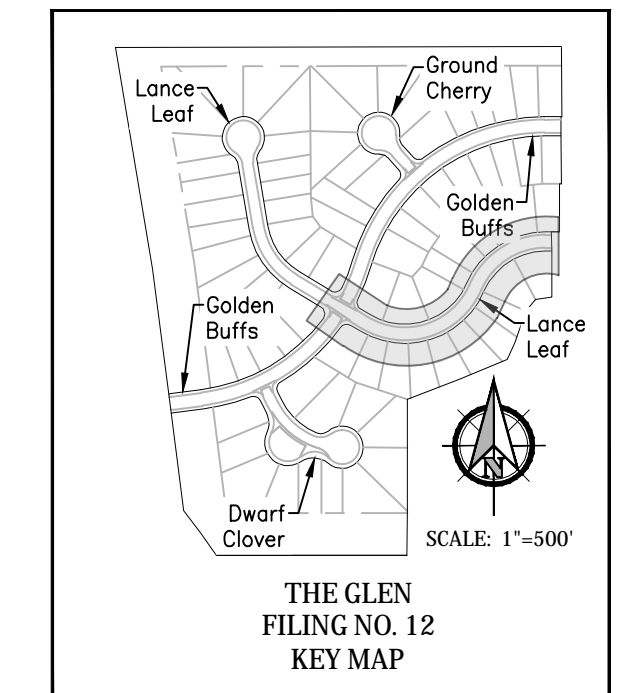 Lance
Leaf
Ground
Cherry
Golden
Buffs
Golden
Buffs
Lance
Leaf
Dwarf
Clover
N
SCALE: 1"=500'
THE GLEN
FILING NO. 12
KEY MAP